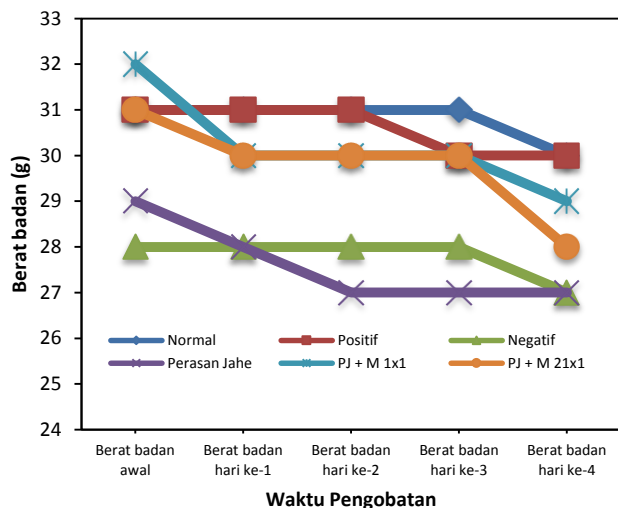 33
32
31
30
29
28
27
26
25
24
Berat badan (g)
Normal Positif Negatif
Perasan Jahe PJ + M 1x1 PJ + M 21x1
Berat badan awal
Berat badan hari ke-1
Berat badan hari ke-2
Berat badan hari ke-3
Berat badan hari ke-4
Waktu Pengobatan